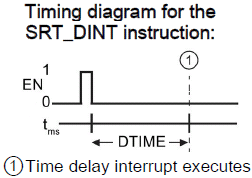 Timing diagram for the
SRT_DINT instruction:
1
EN
0
①
tms
DTIME
① Time delay interrupt executes